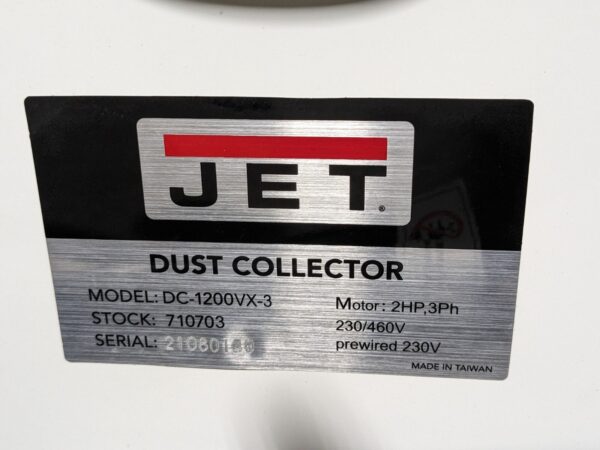 JET®
DUST COLLECTOR
MODEL: DC-1200VX-3
STOCK: 710703
SERIAL:
Motor: 2HP,3Ph
230/460V
prewired 230V
MADE IN TAIWAN